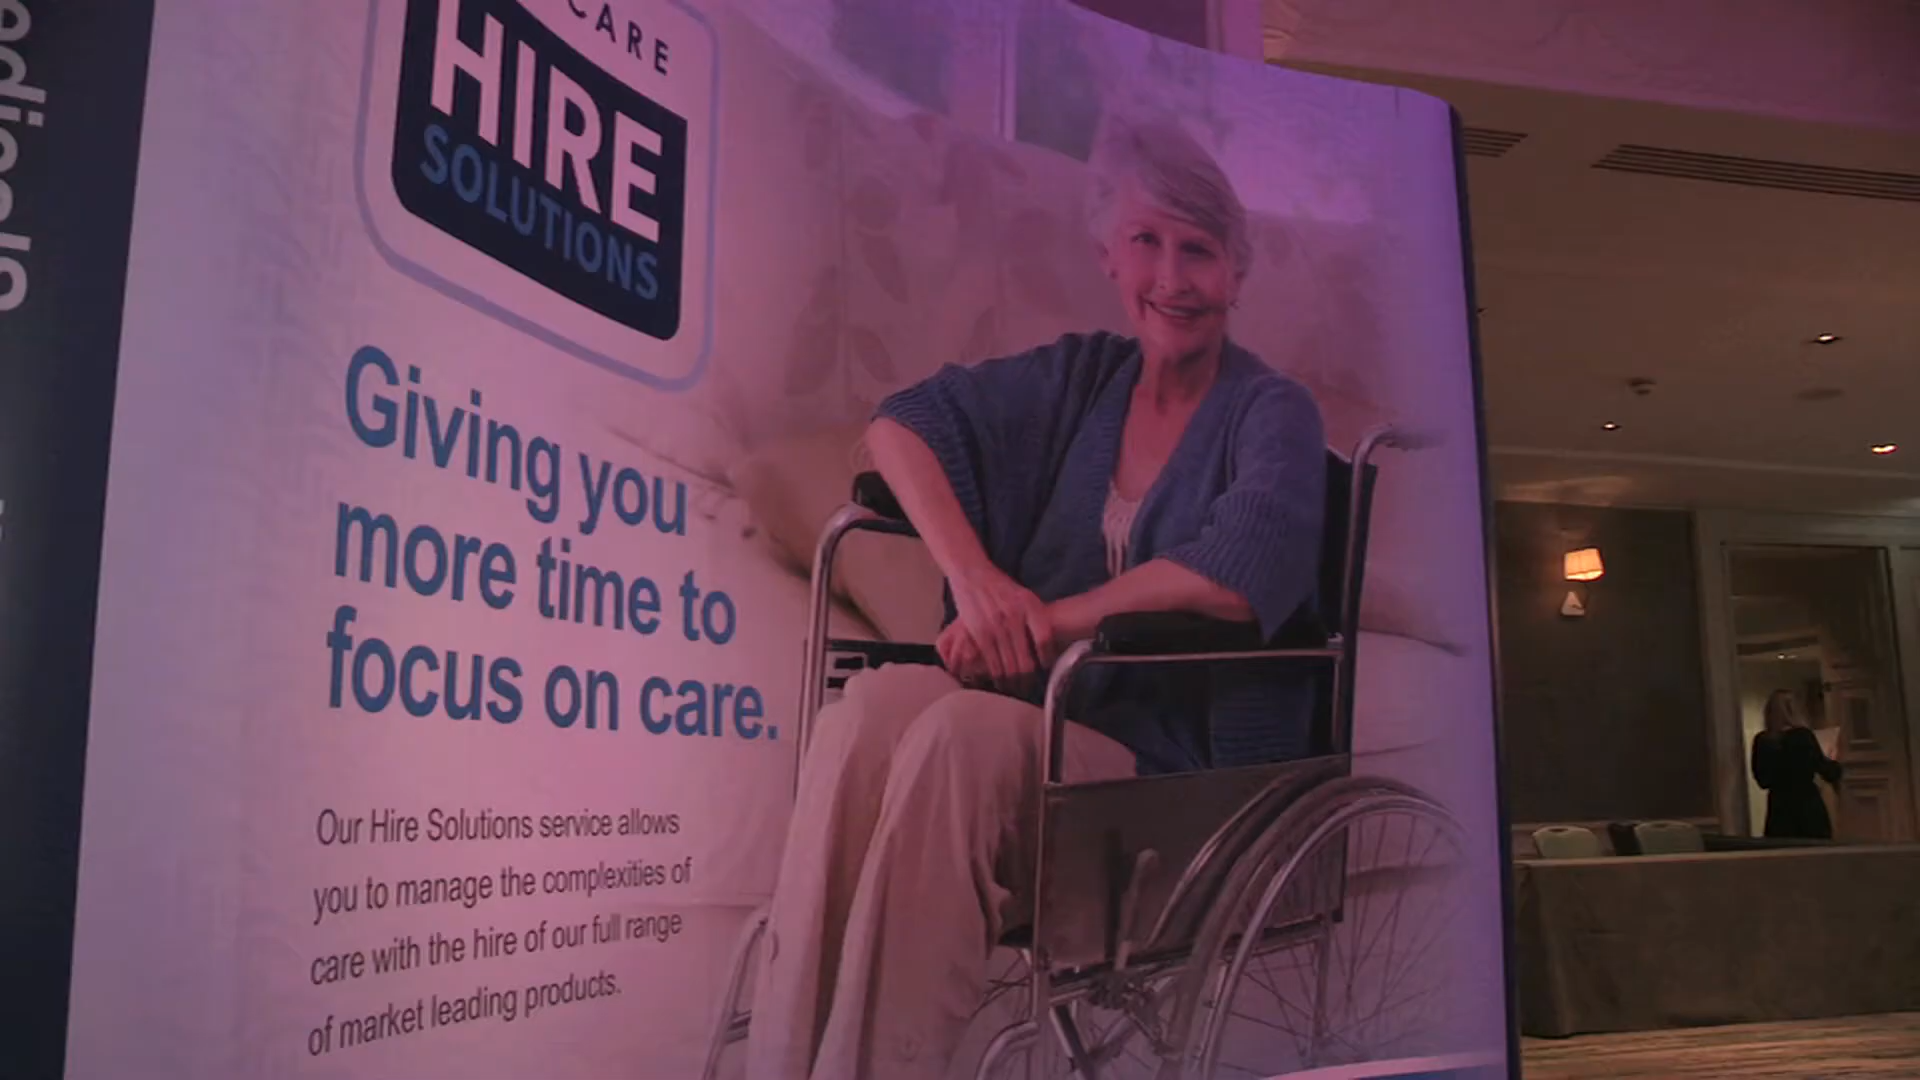 CARE
HIRE
SOLUTIONS
Giving you
more time to
focus on care.
Our Hire Solutions service allows
you to manage the complexities of
care with the hire of our full range
of market leading products.